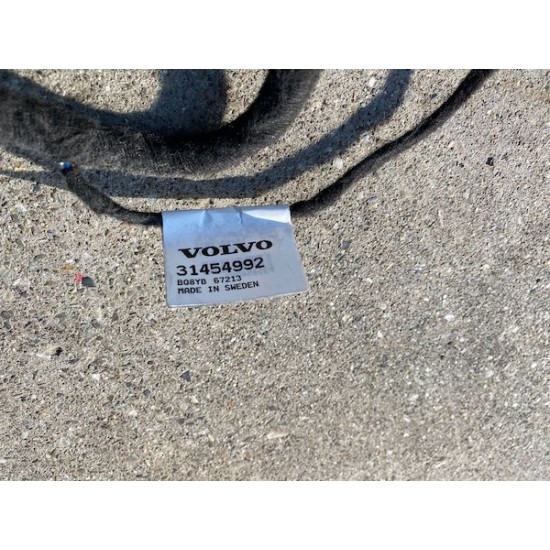 VOLVO
31454992
BQ8YB 67213
MADE IN SWEDEN